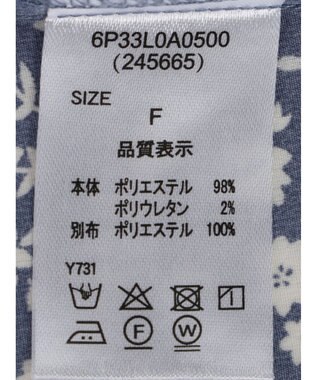 6P33L0A0500
(245665)
SIZE
F
品質表示
本体 ポリエステル 98%
ポリウレタン 2%
別布 ポリエステル 100%
Y731
F W